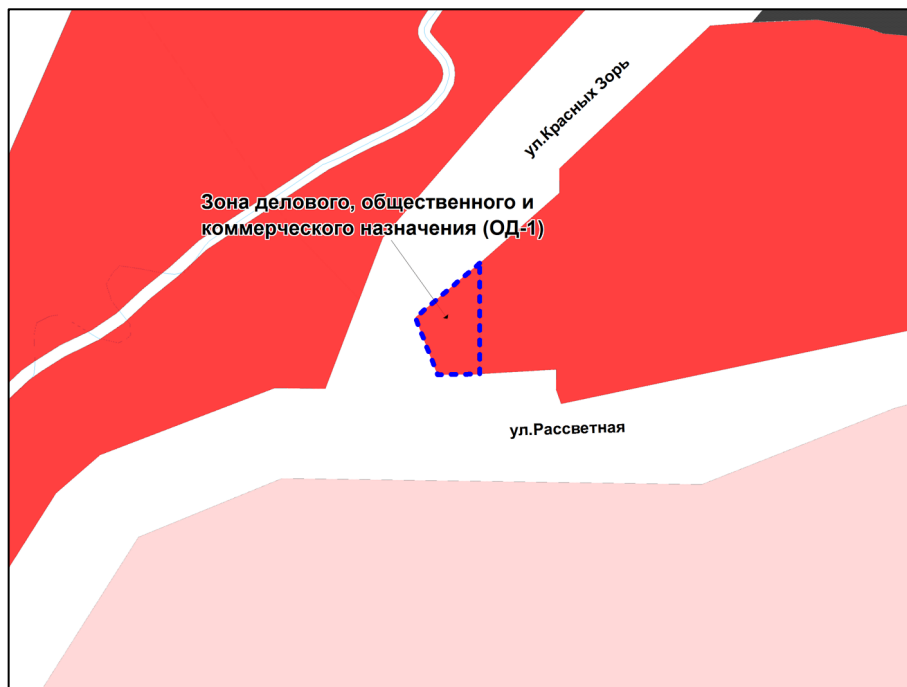 ул.Красных Зорь
Зона делового, общественного и
коммерческого назначения (ОД-1)
ул.Рассветная